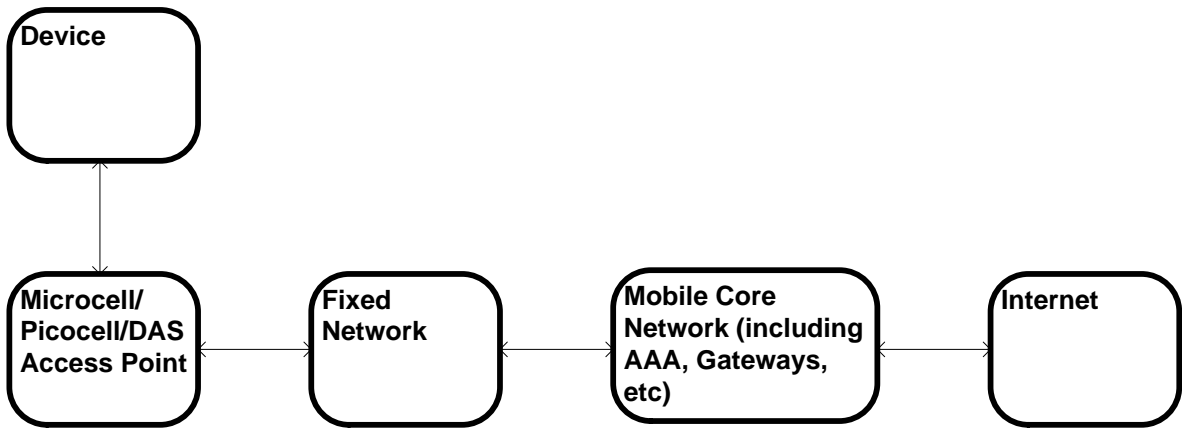 Device
Microcell/
Picocell/DAS
Access Point
Fixed
Network
Mobile Core
Network (including
AAA, Gateways,
etc)
Internet